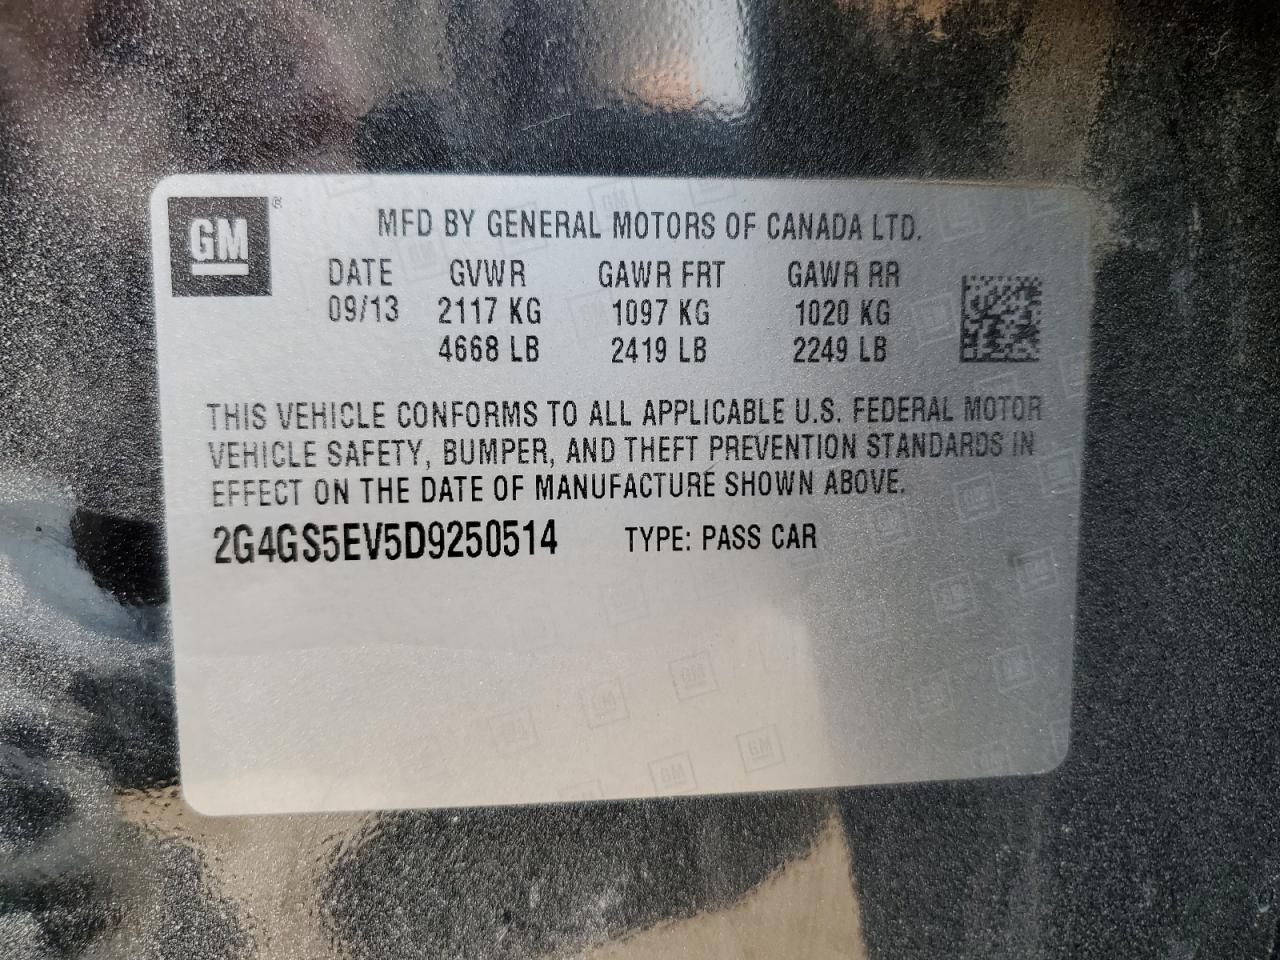 GM
MFD BY GENERAL MOTORS OF CANADA LTD.
DATE GVWR GAWR FRT GAWR RR
09/13 2117 KG 1097 KG 1020 KG
4668 LB 2419 LB 2249 LB
THIS VEHICLE CONFORMS TO ALL APPLICABLE U.S. FEDERAL MOTOR
VEHICLE SAFETY, BUMPER, AND THEFT PREVENTION STANDARDS IN
EFFECT ON THE DATE OF MANUFACTURE SHOWN ABOVE.
2G4GS5EV5D9250514 TYPE: PASS CAR